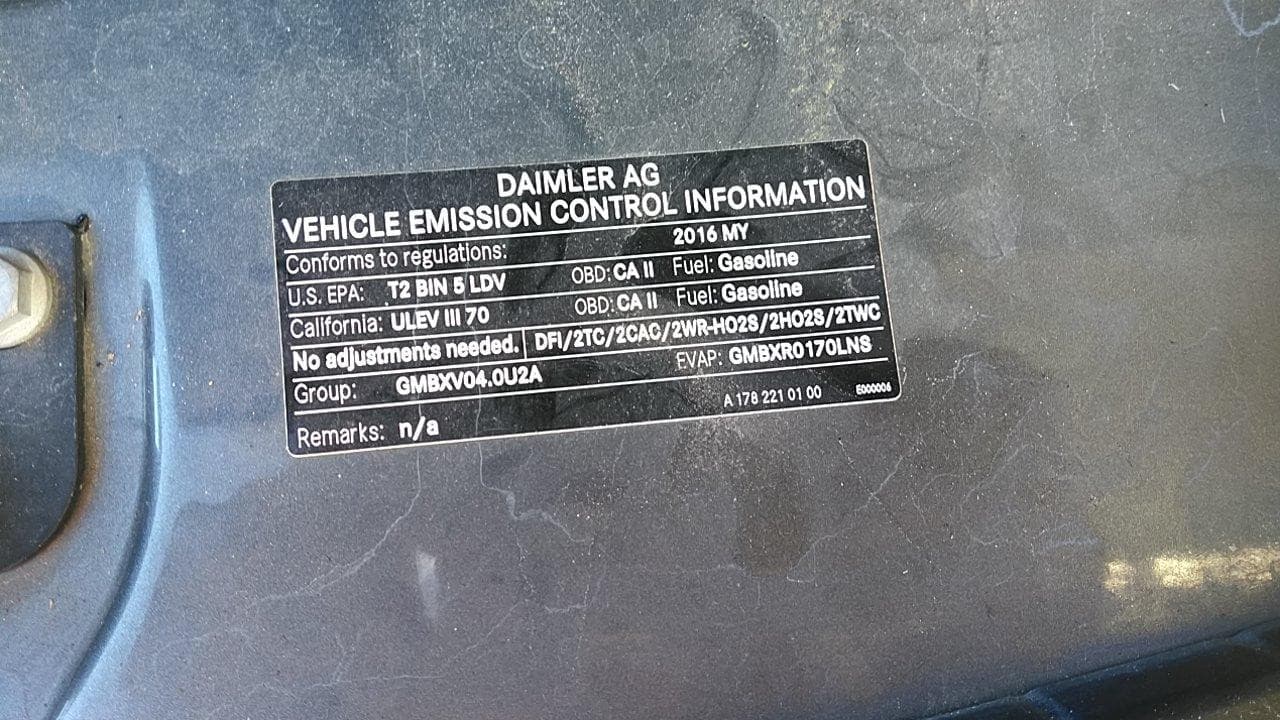 DAIMLER AG
VEHICLE EMISSION CONTROL INFORMATION
Conforms to regulations: 2016 MY
U.S. EPA: T2 BIN 5 LDV OBD: CA II Fuel: Gasoline
California: ULEV III 70 OBD: CA II Fuel: Gasoline
No adjustments needed. DFI/2TC/2CAC/2WR-HO2S/2HO2S/2TWC
Group: GMBXV04.0U2A EVAP: GMBXR0170LNS
Remarks: n/a A 178 221 01 00 E000006